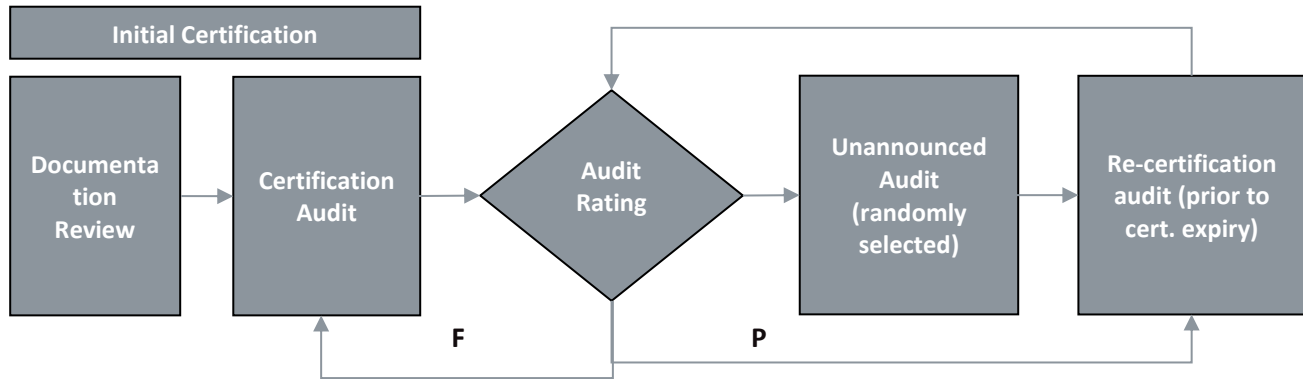 Initial Certification
Documenta
tion
Review
Certification
Audit
Audit
Rating
Unannounced
Audit
(randomly
selected)
Re-certification
audit (prior to
cert. expiry)
F
P